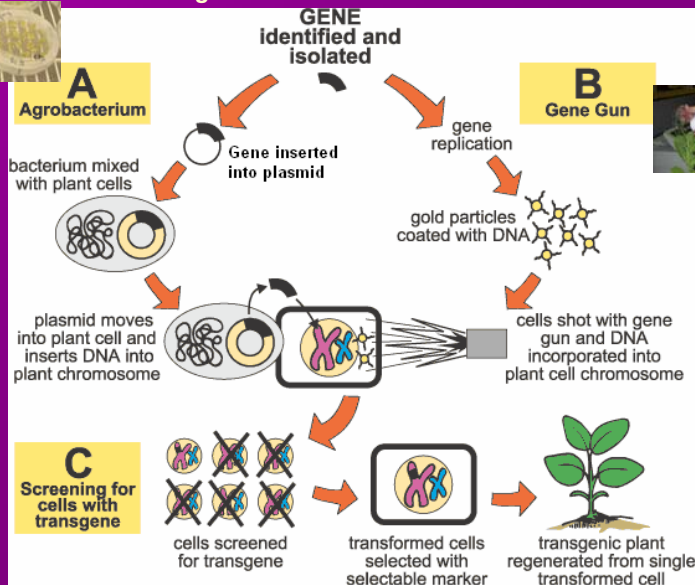 GENE
identified and
isolated
A
Agrobacterium
B
Gene Gun
gene
replication
Gene inserted
into plasmid
bacterium mixed
with plant cells
gold particles
coated with DNA
plasmid moves
into plant cell and
inserts DNA into
plant chromosome
cells shot with gene
gun and DNA
incorporated into
plant cell chromosome
C
Screening for
cells with
transgene
cells screened
for transgene
transformed cells
selected with
selectable marker
transgenic plant
regenerated from single
transformed cell